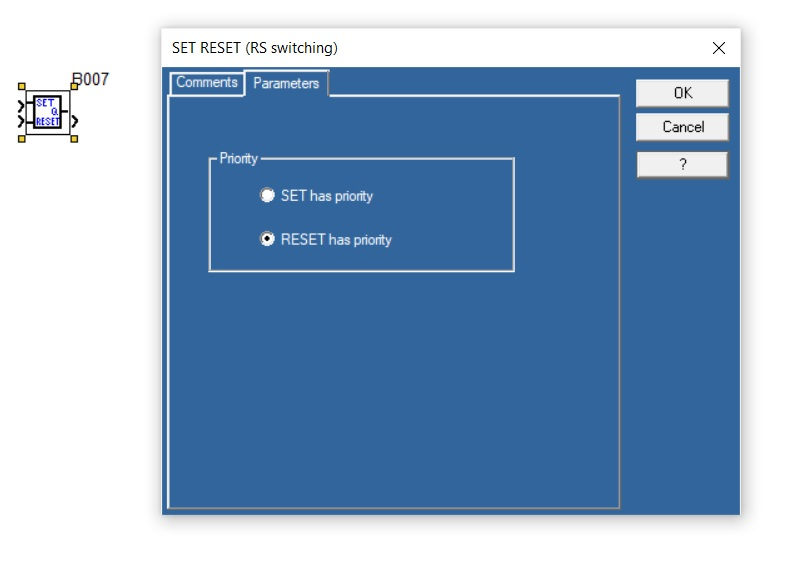 B007
SET
Q
RESET
SET RESET (RS switching)
Comments
Parameters
Priority
SET has priority
RESET has priority
OK
Cancel
?